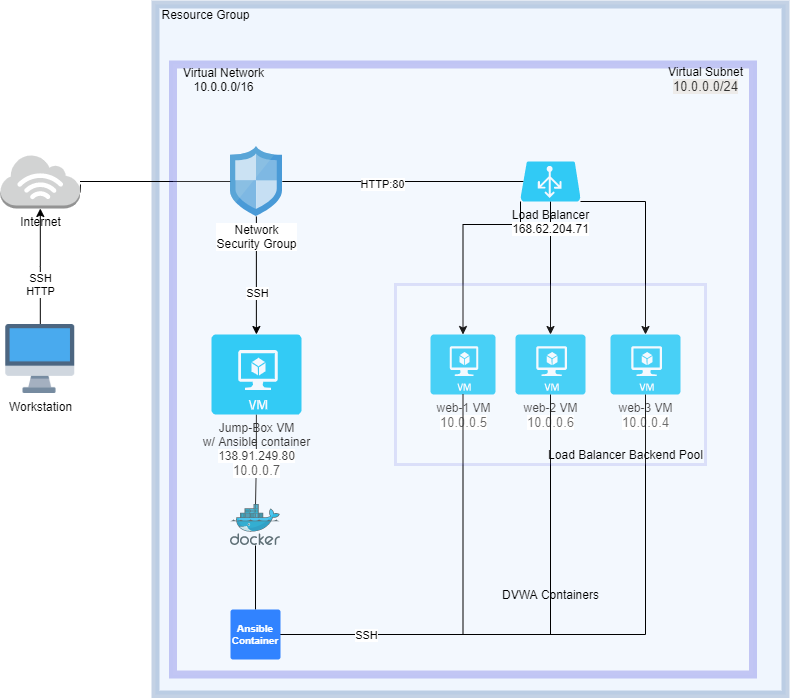 Resource Group
Virtual Network
10.0.0.0/16
Virtual Subnet
10.0.0.0/24
HTTP:80
Internet
Network
Security Group
Load Balancer
168.62.204.71
SSH
HTTP
SSH
Workstation
VM
VM
VM
VM
Jump-Box VM
w/ Ansible container
138.91.249.80
10.0.0.7
web-1 VM
10.0.0.5
web-2 VM
10.0.0.6
web-3 VM
10.0.0.4
Load Balancer Backend Pool
docker
DVWA Containers
Ansible
Container
SSH